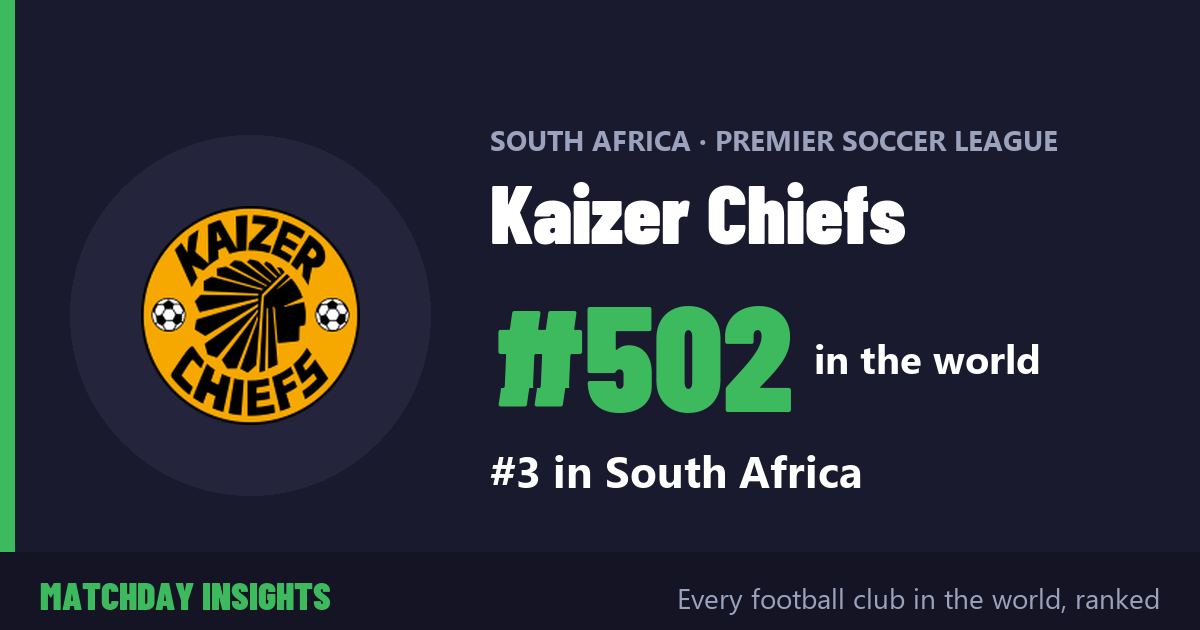 SOUTH AFRICA · PREMIER SOCCER LEAGUE
Kaizer Chiefs
KAIZER
CHIEFS
#502 in the world
#3 in South Africa
MATCHDAY INSIGHTS
Every football club in the world, ranked